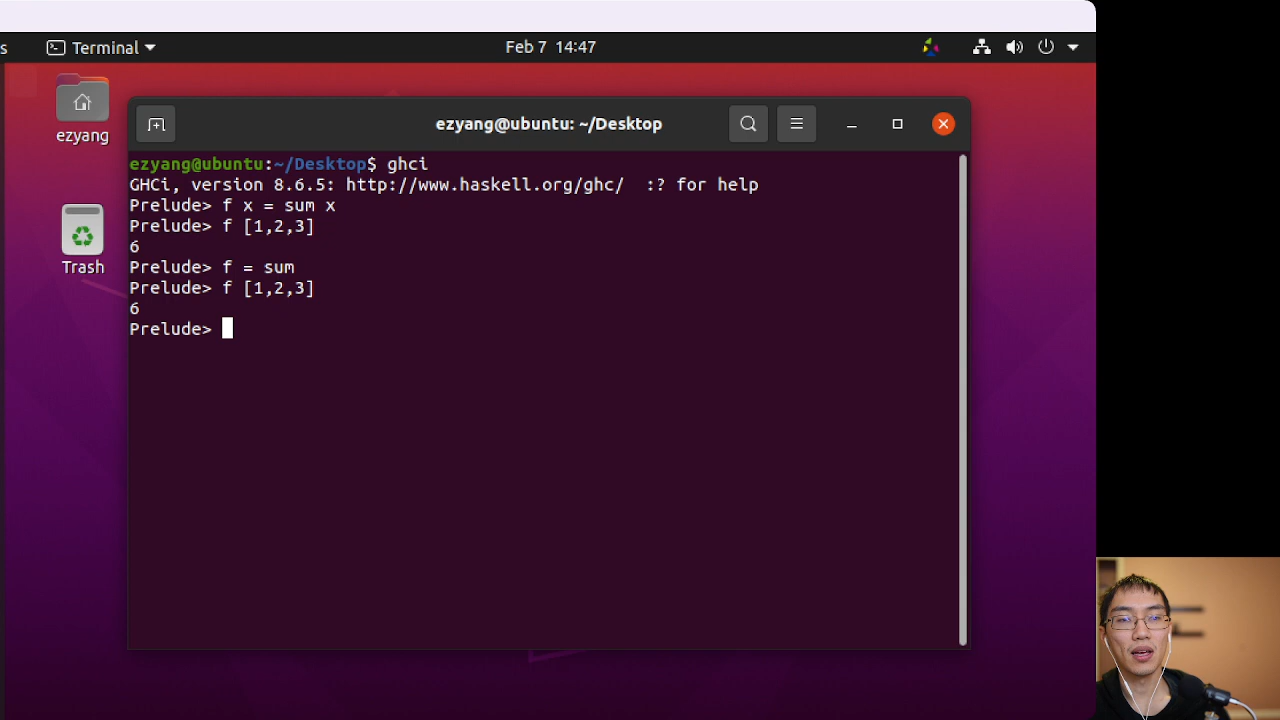 s
Terminal
Feb 7 14:47
ezyang
Trash
ezyang@ubuntu: ~/Desktop
ezyang@ubuntu:~/Desktop$ ghci
GHCi, version 8.6.5: http://www.haskell.org/ghc/  :? for help
Prelude> f x = sum x
Prelude> f [1,2,3]
6
Prelude> f = sum
Prelude> f [1,2,3]
6
Prelude>